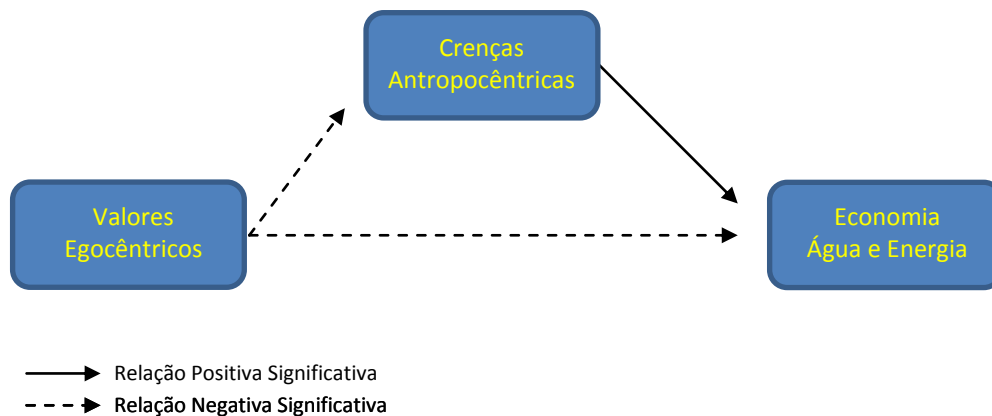 Crenças
Antropocêntricas
Valores
Egocêntricos
Economia
Água e Energia
Relação Positiva Significativa
Relação Negativa Significativa